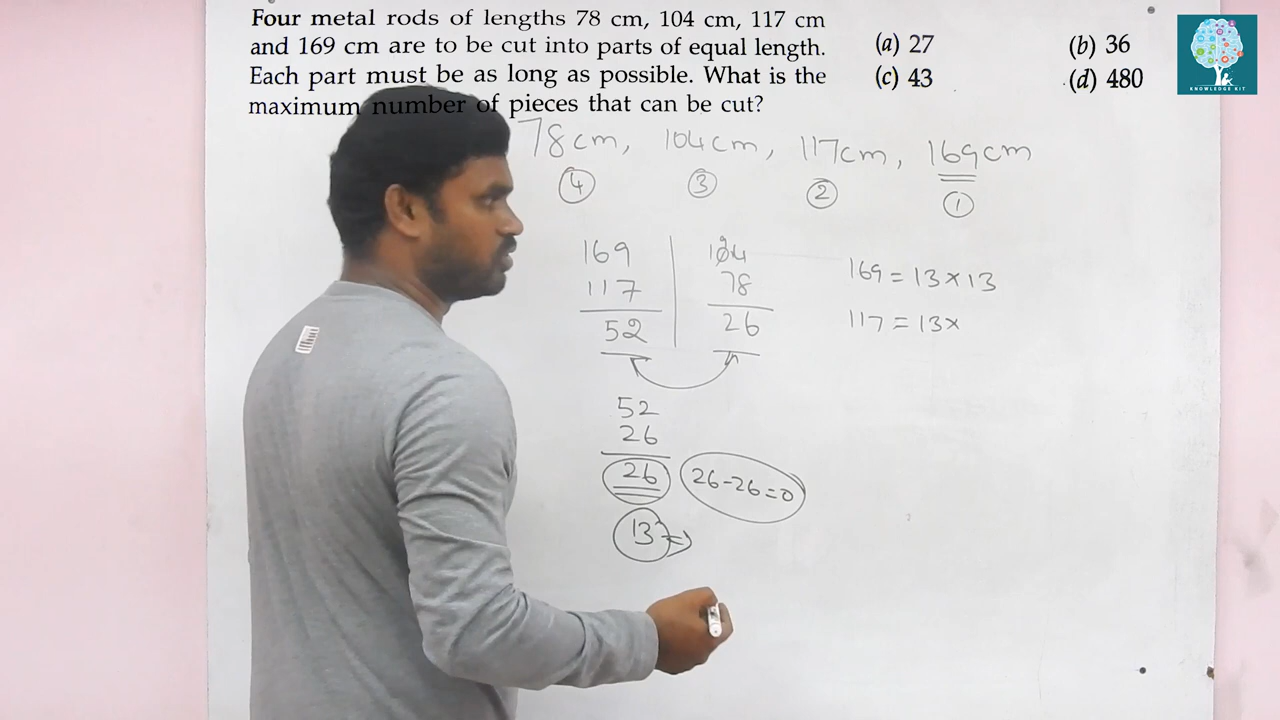 Four metal rods of lengths 78 cm, 104 cm, 117 cm
and 169 cm are to be cut into parts of equal length.
Each part must be as long as possible. What is the
maximum number of pieces that can be cut?
(a) 27
(b) 36
(c) 43
(d) 480
KNOWLEDGE KIT
78cm, 104cm, 117cm, 169cm
4 3 2 1
169
117
52
104
78
26
169 = 13 × 13
117 = 13×
52
26
26
26-26=0
13 ⇒